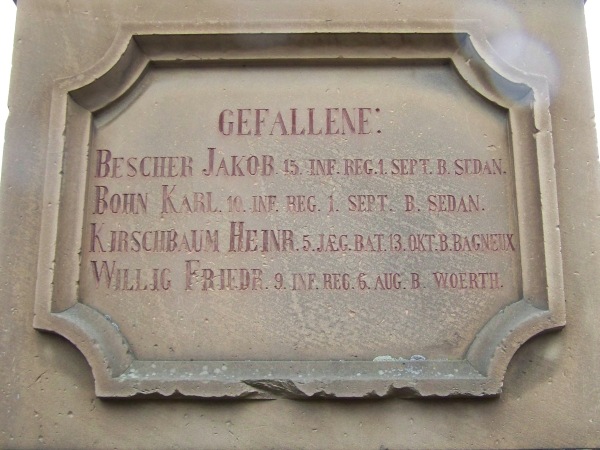 GEFALLENE:
BESCHER JAKOB. 15. INF. REG. 1. SEPT. B. SEDAN.
BOHN KARL. 10. INF. REG. 1. SEPT. B. SEDAN.
KIRSCHBAUM HEINR. 5. JÆG. BAT. 13. OKT. B. BAGNEUX
WILLIG FRIEDR. 9. INF. REG. 6. AUG. B. WOERTH.